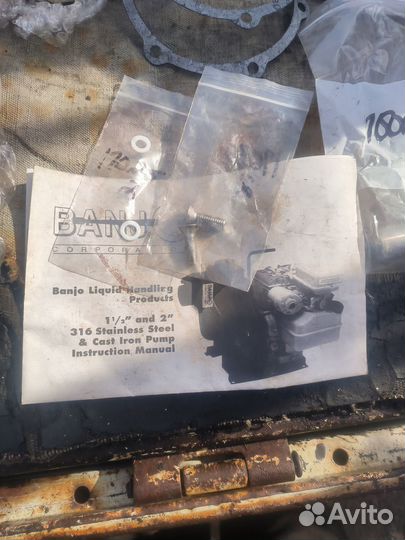 BANJO
CORPORATION
Banjo Liquid Handling
Products
1½" and 2"
316 Stainless Steel
& Cast Iron Pump
Instruction Manual
Avito